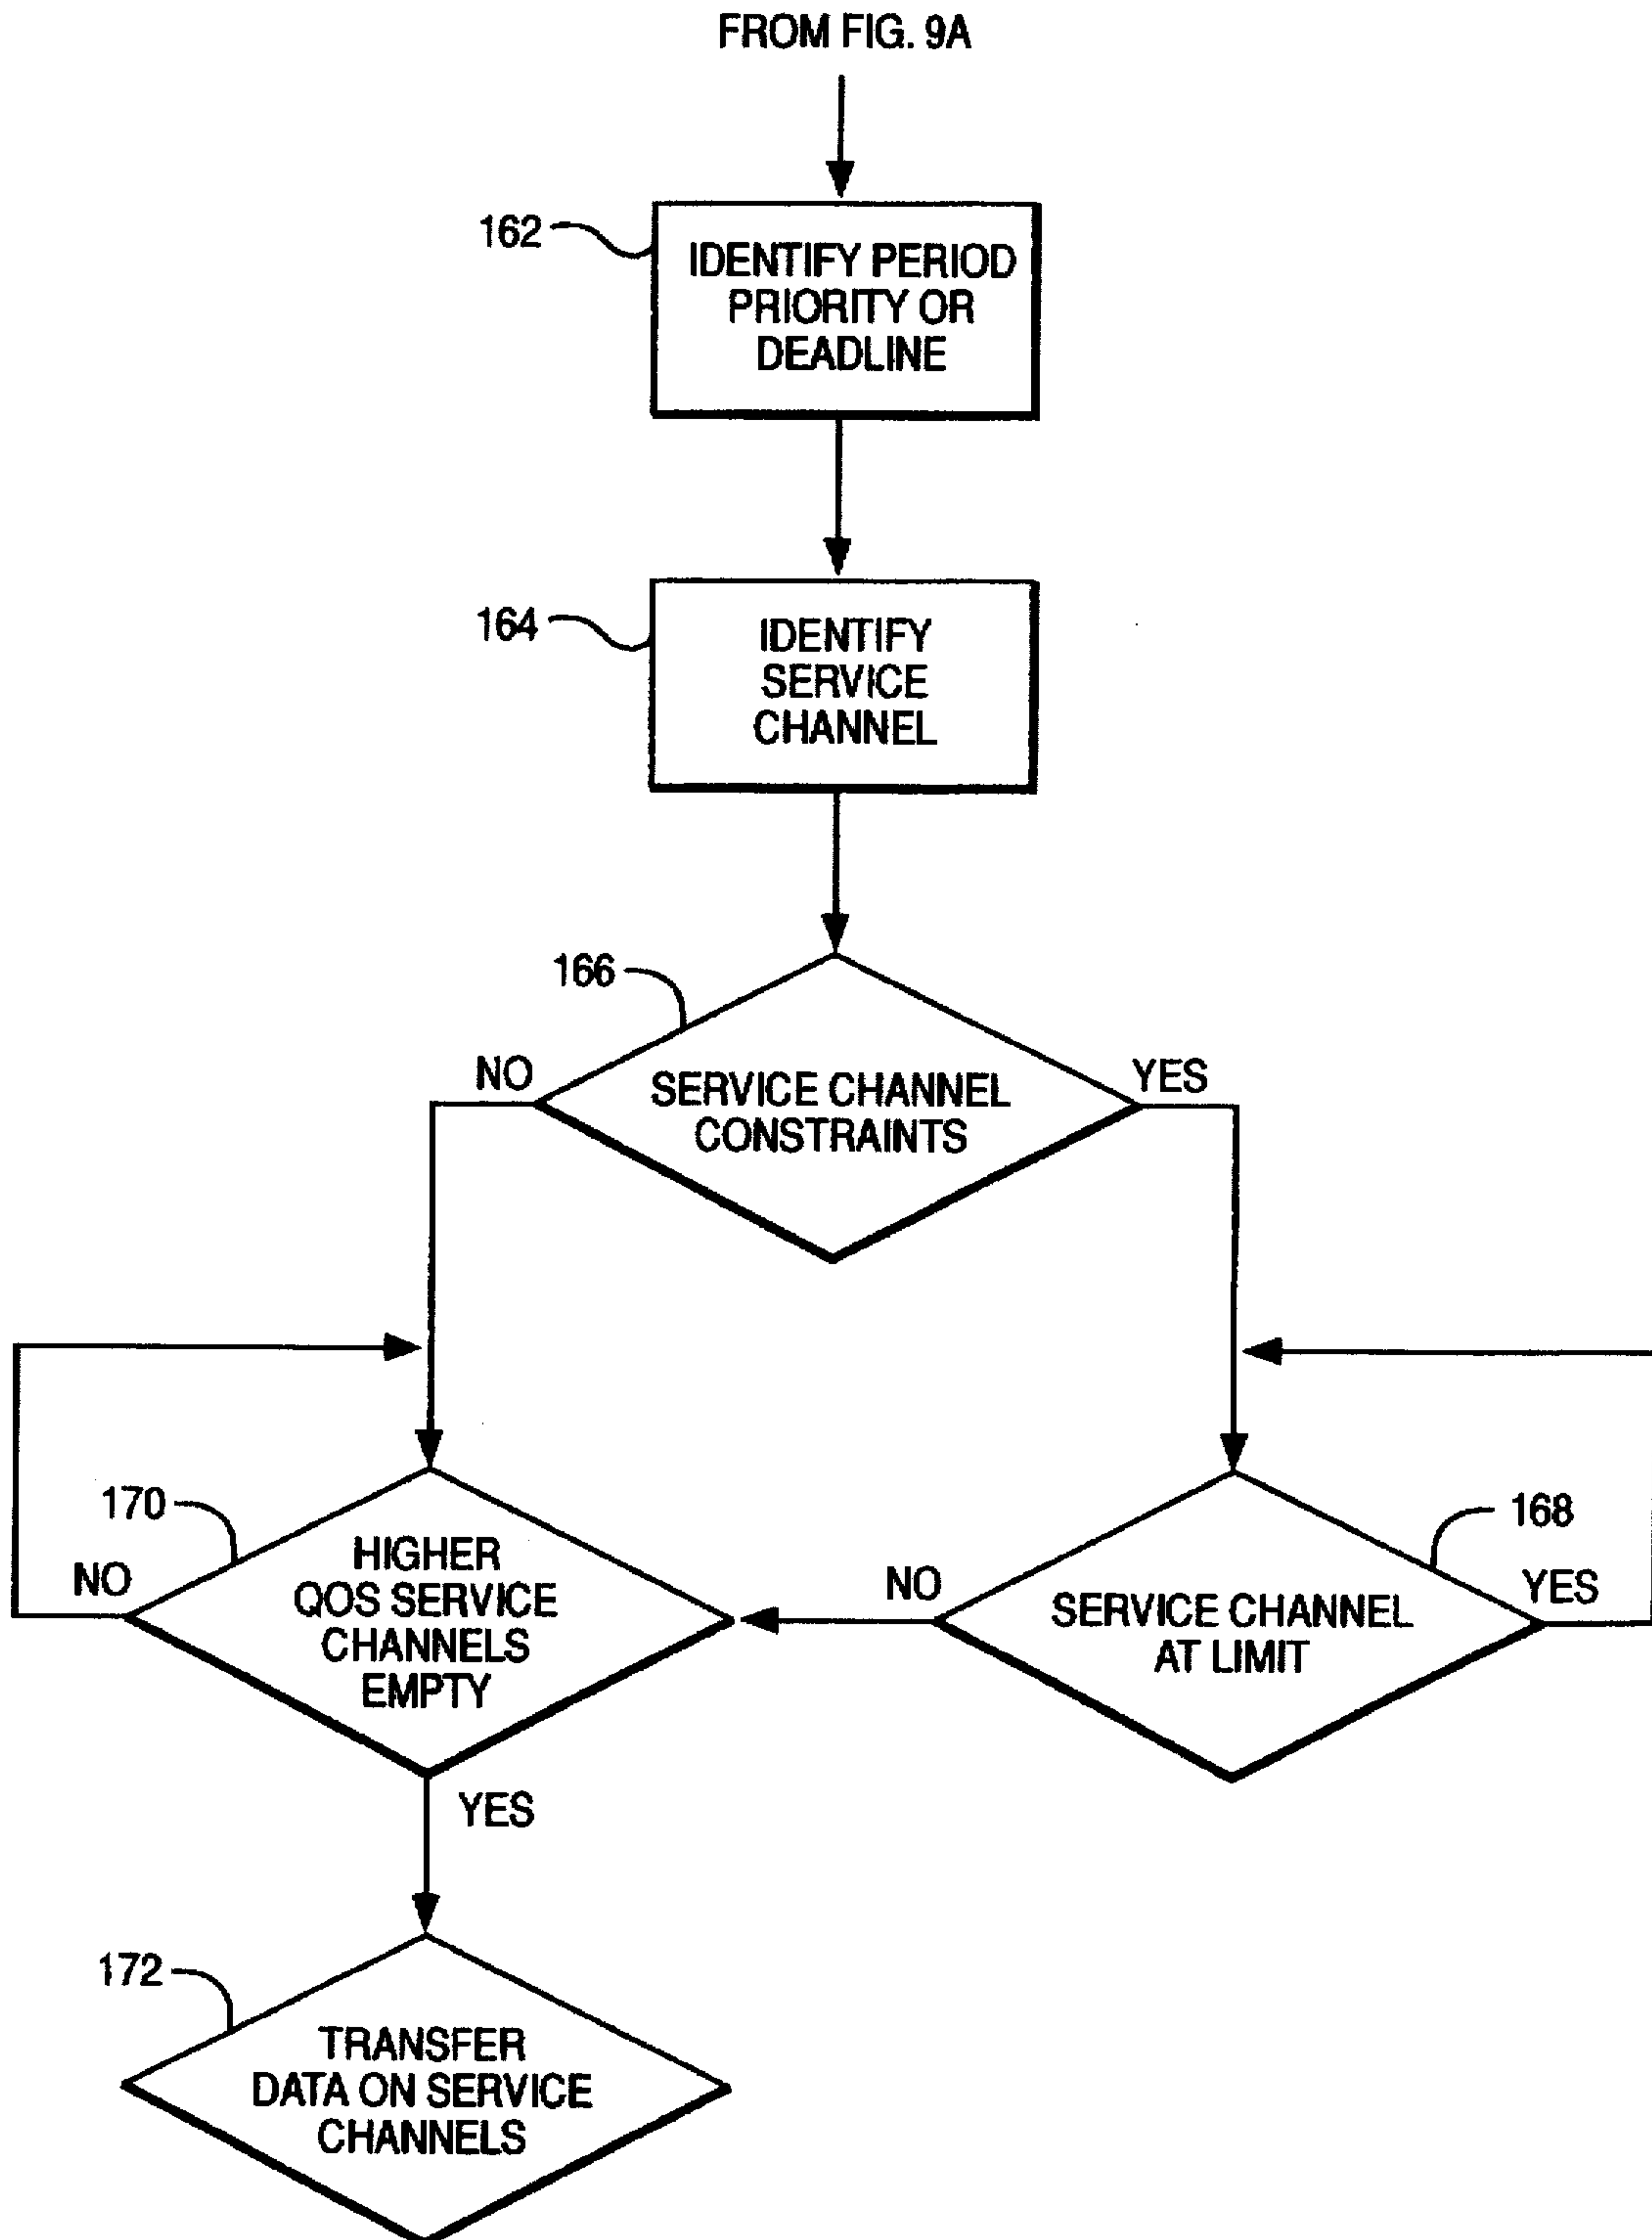 FROM FIG. 9A
162
IDENTIFY PERIOD
PRIORITY OR
DEADLINE
164
IDENTIFY
SERVICE
CHANNEL
166
NO
YES
SERVICE CHANNEL
CONSTRAINTS
170
NO
HIGHER
QOS SERVICE
CHANNELS
EMPTY
YES
168
NO
YES
SERVICE CHANNEL
AT LIMIT
172
TRANSFER
DATA ON SERVICE
CHANNELS